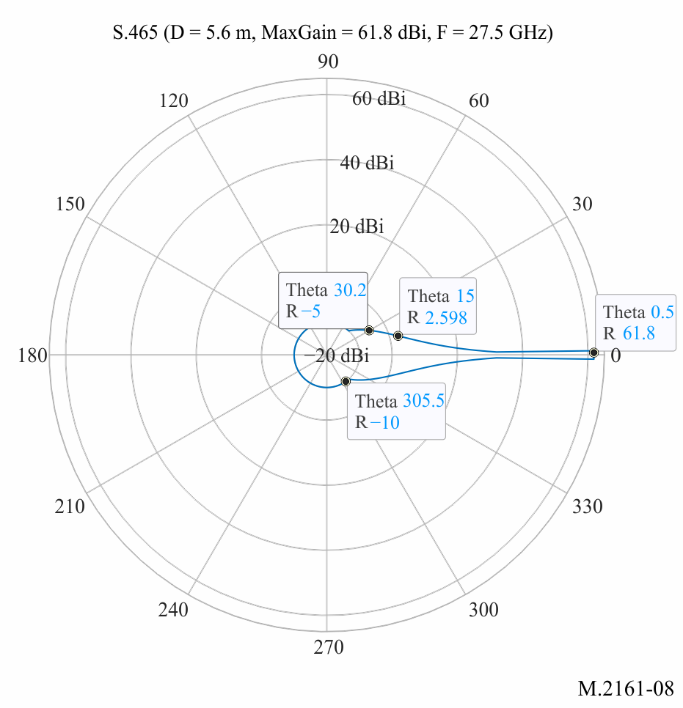 S.465 (D = 5.6 m, MaxGain = 61.8 dBi, F = 27.5 GHz)
90
120
60 dBi
60
40 dBi
150
30
20 dBi
Theta 30.2
R −5
Theta 15
R 2.598
Theta 0.5
R 61.8
180
−20 dBi
0
Theta 305.5
R −10
210
330
240
300
270
M.2161-08